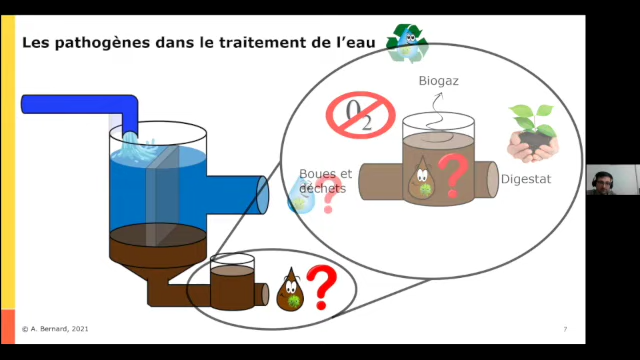 Les pathogènes dans le traitement de l'eau
Biogaz
O₂
Boues et
déchets
?
?
Digestat
?
© A. Bernard, 2021
7